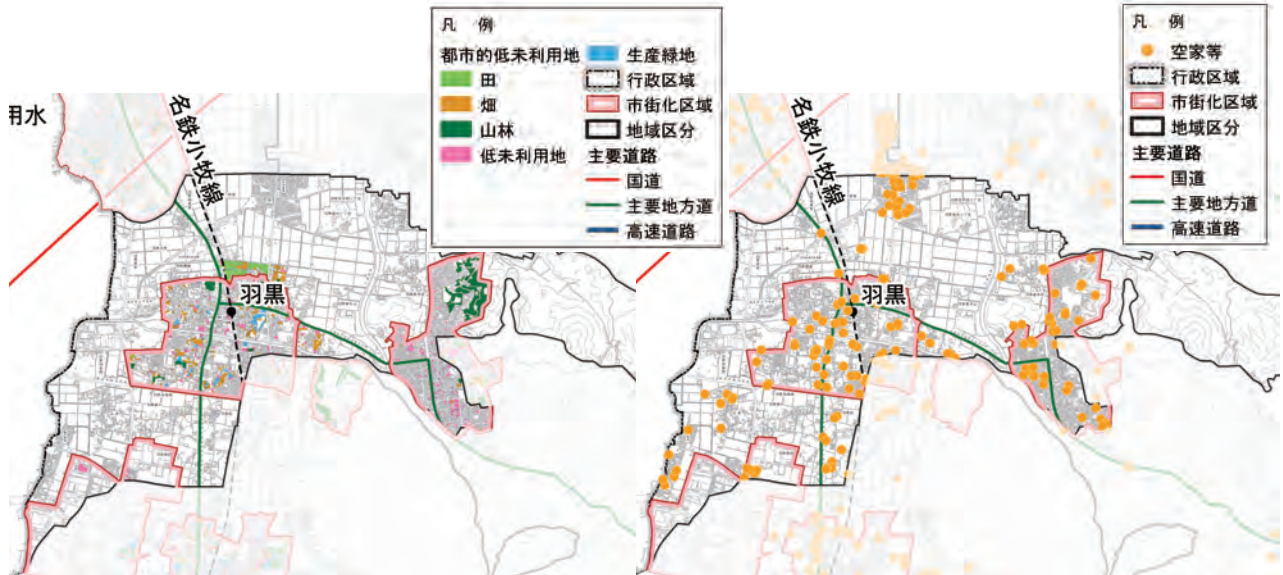 用水
名鉄小牧線
羽黒
凡 例
都市的低未利用地
田
畑
山林
低未利用地
生産緑地
行政区域
市街化区域
地域区分
主要道路
国道
主要地方道
高速道路
名鉄小牧線
羽黒
凡 例
空家等
行政区域
市街化区域
地域区分
主要道路
国道
主要地方道
高速道路